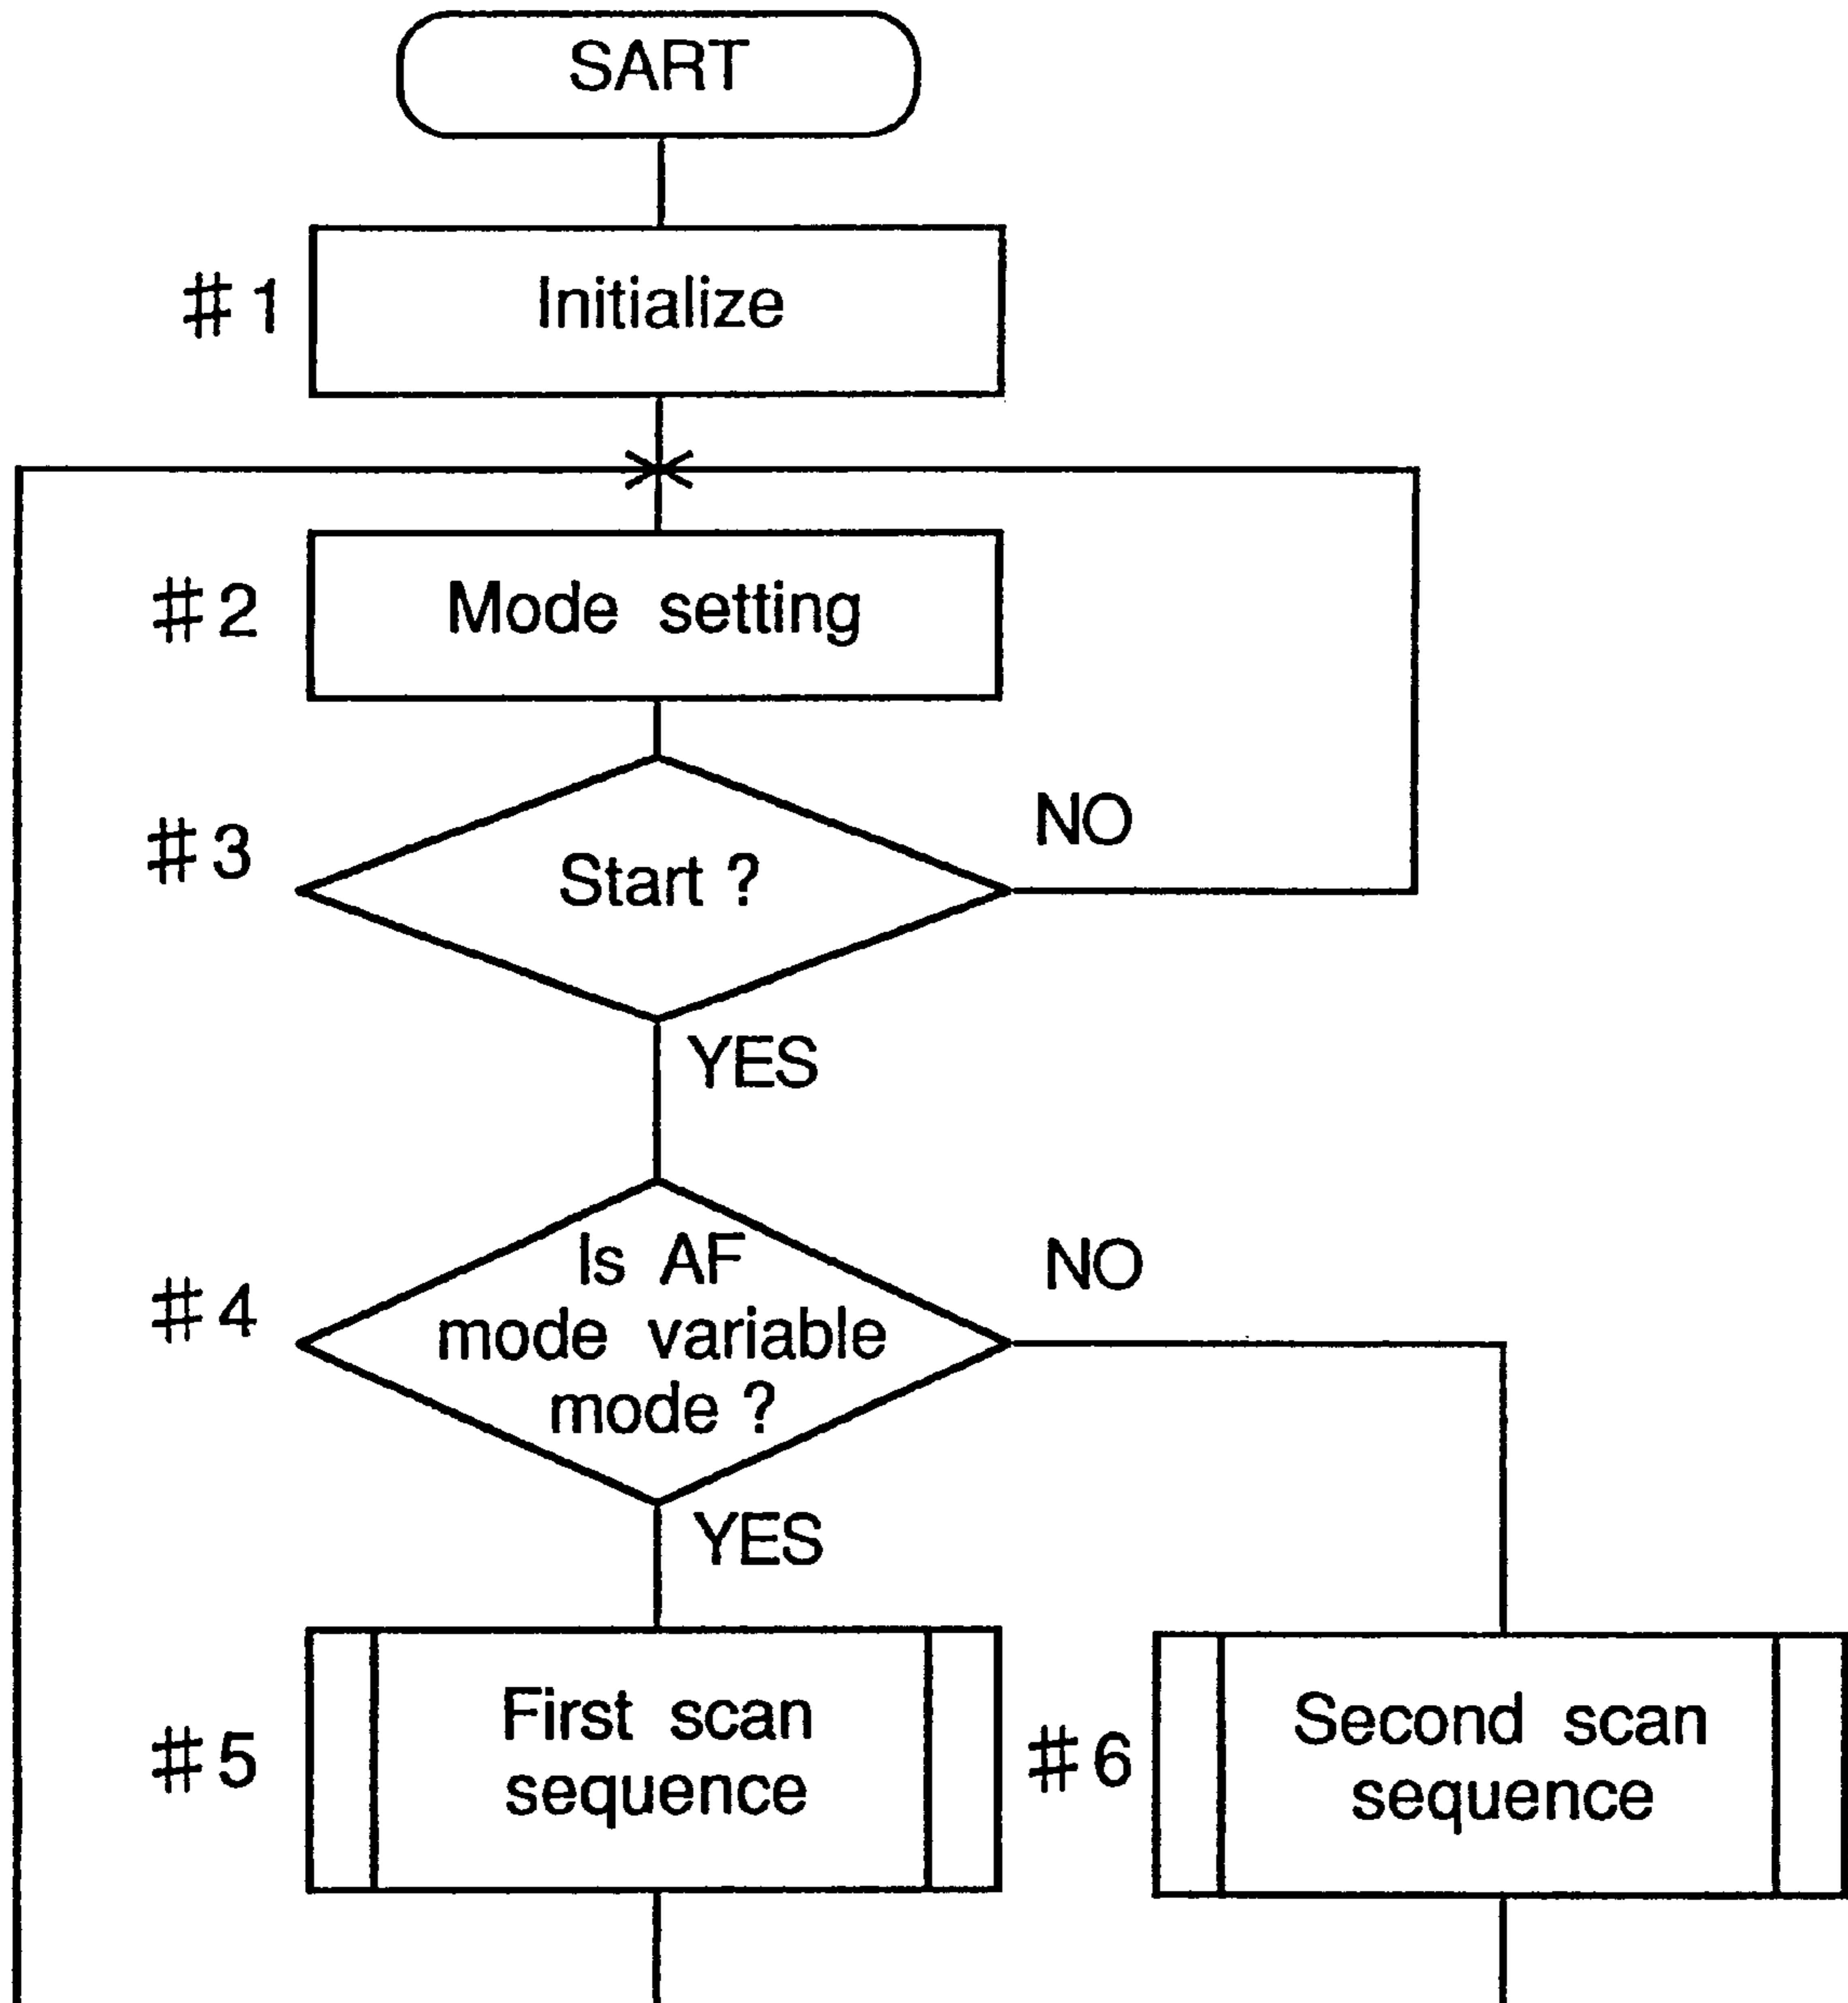 SART
#1
Initialize
#2
Mode setting
#3
Start ?
NO
YES
#4
Is AF
mode variable
mode ?
NO
YES
#5
First scan
sequence
#6
Second scan
sequence